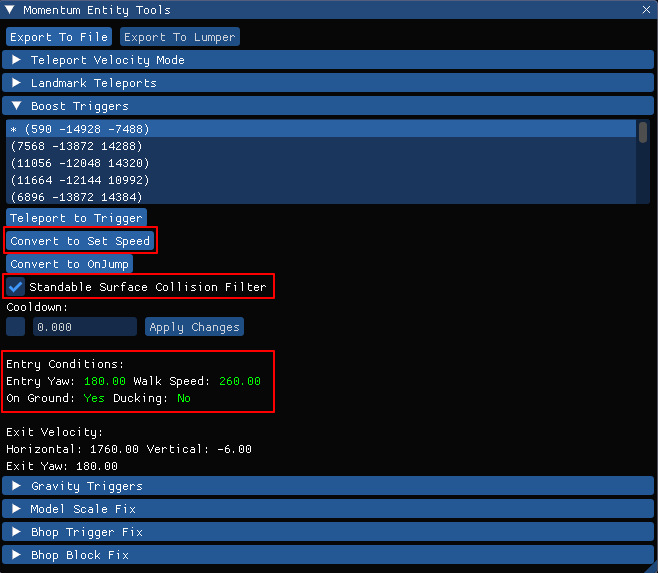 Momentum Entity Tools
Export To File Export To Lumper
Teleport Velocity Mode
Landmark Teleports
Boost Triggers
* (590 -14928 -7488)
(7568 -13872 14288)
(11056 -12048 14320)
(11664 -12144 10992)
(6896 -13872 14384)
Teleport to Trigger
Convert to Set Speed
Convert to OnJump
Standable Surface Collision Filter
Cooldown:
0.000 Apply Changes
Entry Conditions:
Entry Yaw: 180.00 Walk Speed: 260.00
On Ground: Yes Ducking: No
Exit Velocity:
Horizontal: 1760.00 Vertical: -6.00
Exit Yaw: 180.00
Gravity Triggers
Model Scale Fix
Bhop Trigger Fix
Bhop Block Fix